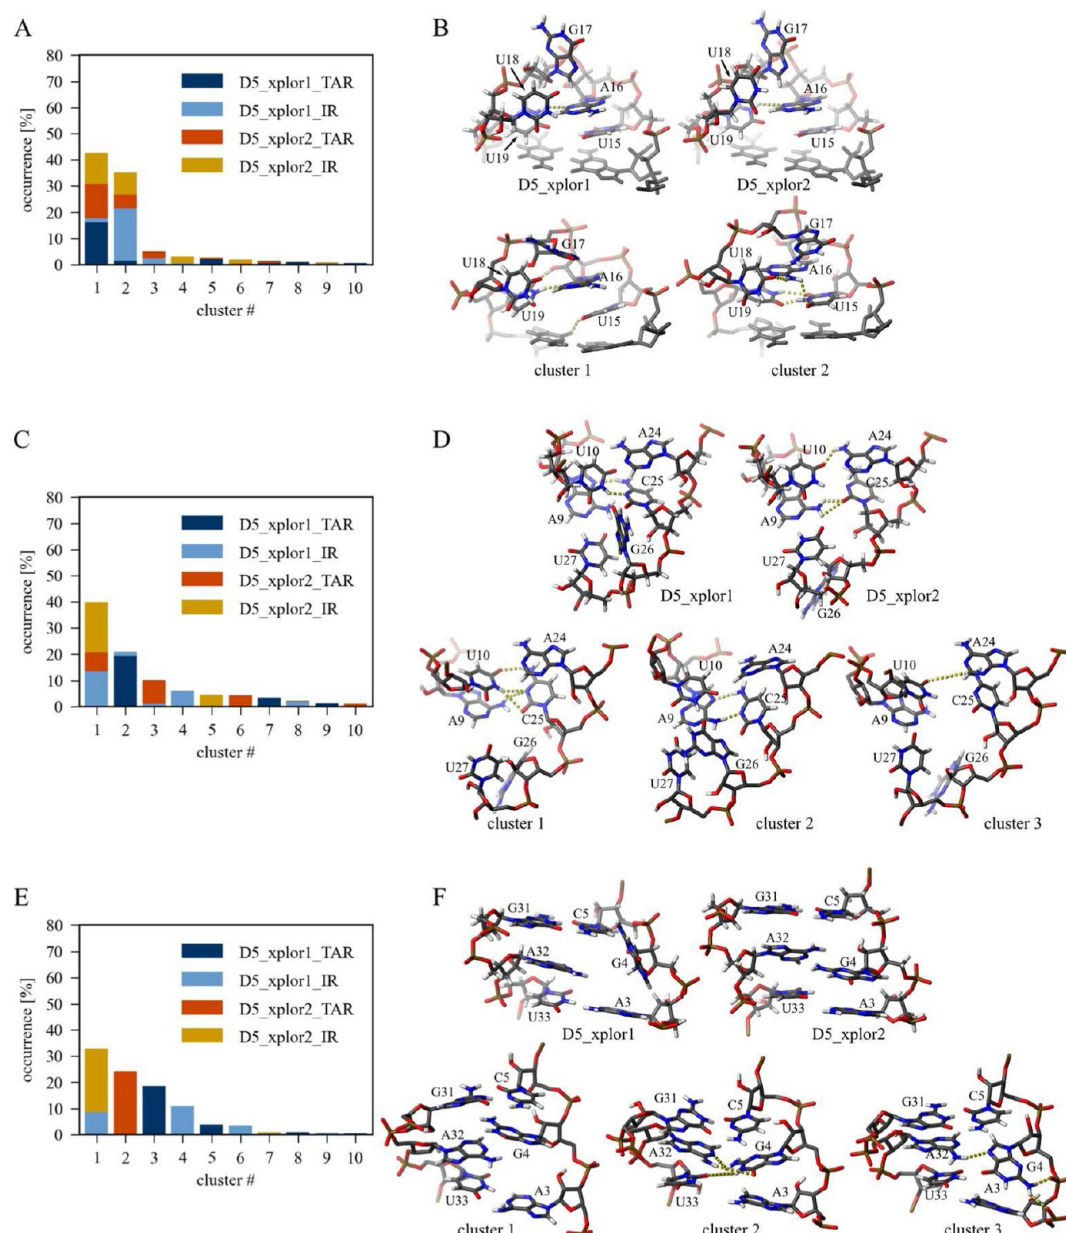 A
80
70
60
50
40
30
20
10
0
occurrence [%]
D5_xplor1_TAR
D5_xplor1_IR
D5_xplor2_TAR
D5_xplor2_IR
1 2 3 4 5 6 7 8 9 10
cluster #
B
G17
U18
A16
U19
U15
D5_xplor1
G17
U18
A16
U19
U15
D5_xplor2
G17
U18
A16
U19
U15
cluster 1
G17
U18
A16
U19
U15
cluster 2
C
80
70
60
50
40
30
20
10
0
occurrence [%]
D5_xplor1_TAR
D5_xplor1_IR
D5_xplor2_TAR
D5_xplor2_IR
1 2 3 4 5 6 7 8 9 10
cluster #
D
A24
U10
C25
A9
G26
U27
D5_xplor1
A24
U10
C25
A9
U27
G26
D5_xplor2
A24
U10
A9
C25
G26
U27
cluster 1
A24
U10
C25
A9
G26
U27
cluster 2
A24
U10
C25
A9
G26
U27
cluster 3
E
80
70
60
50
40
30
20
10
0
occurrence [%]
D5_xplor1_TAR
D5_xplor1_IR
D5_xplor2_TAR
D5_xplor2_IR
1 2 3 4 5 6 7 8 9 10
cluster #
F
G31
C5
A32
G4
U33
A3
D5_xplor1
G31
C5
A32
G4
U33
A3
D5_xplor2
G31
C5
A32
G4
U33
A3
cluster 1
G31
C5
A32
G4
U33
A3
cluster 2
G31
C5
A32
G4
U33
A3
cluster 3